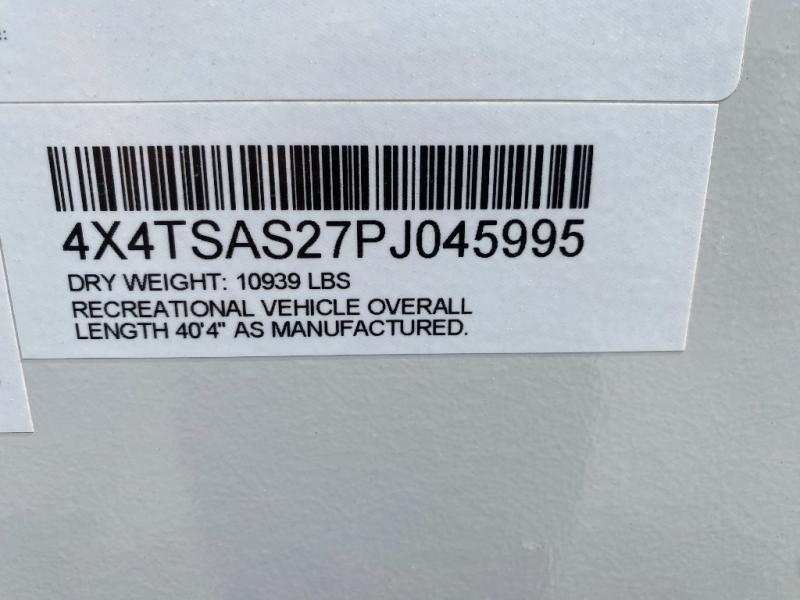 4X4TSAS27PJ045995
DRY WEIGHT: 10939 LBS
RECREATIONAL VEHICLE OVERALL
LENGTH 40'4" AS MANUFACTURED.